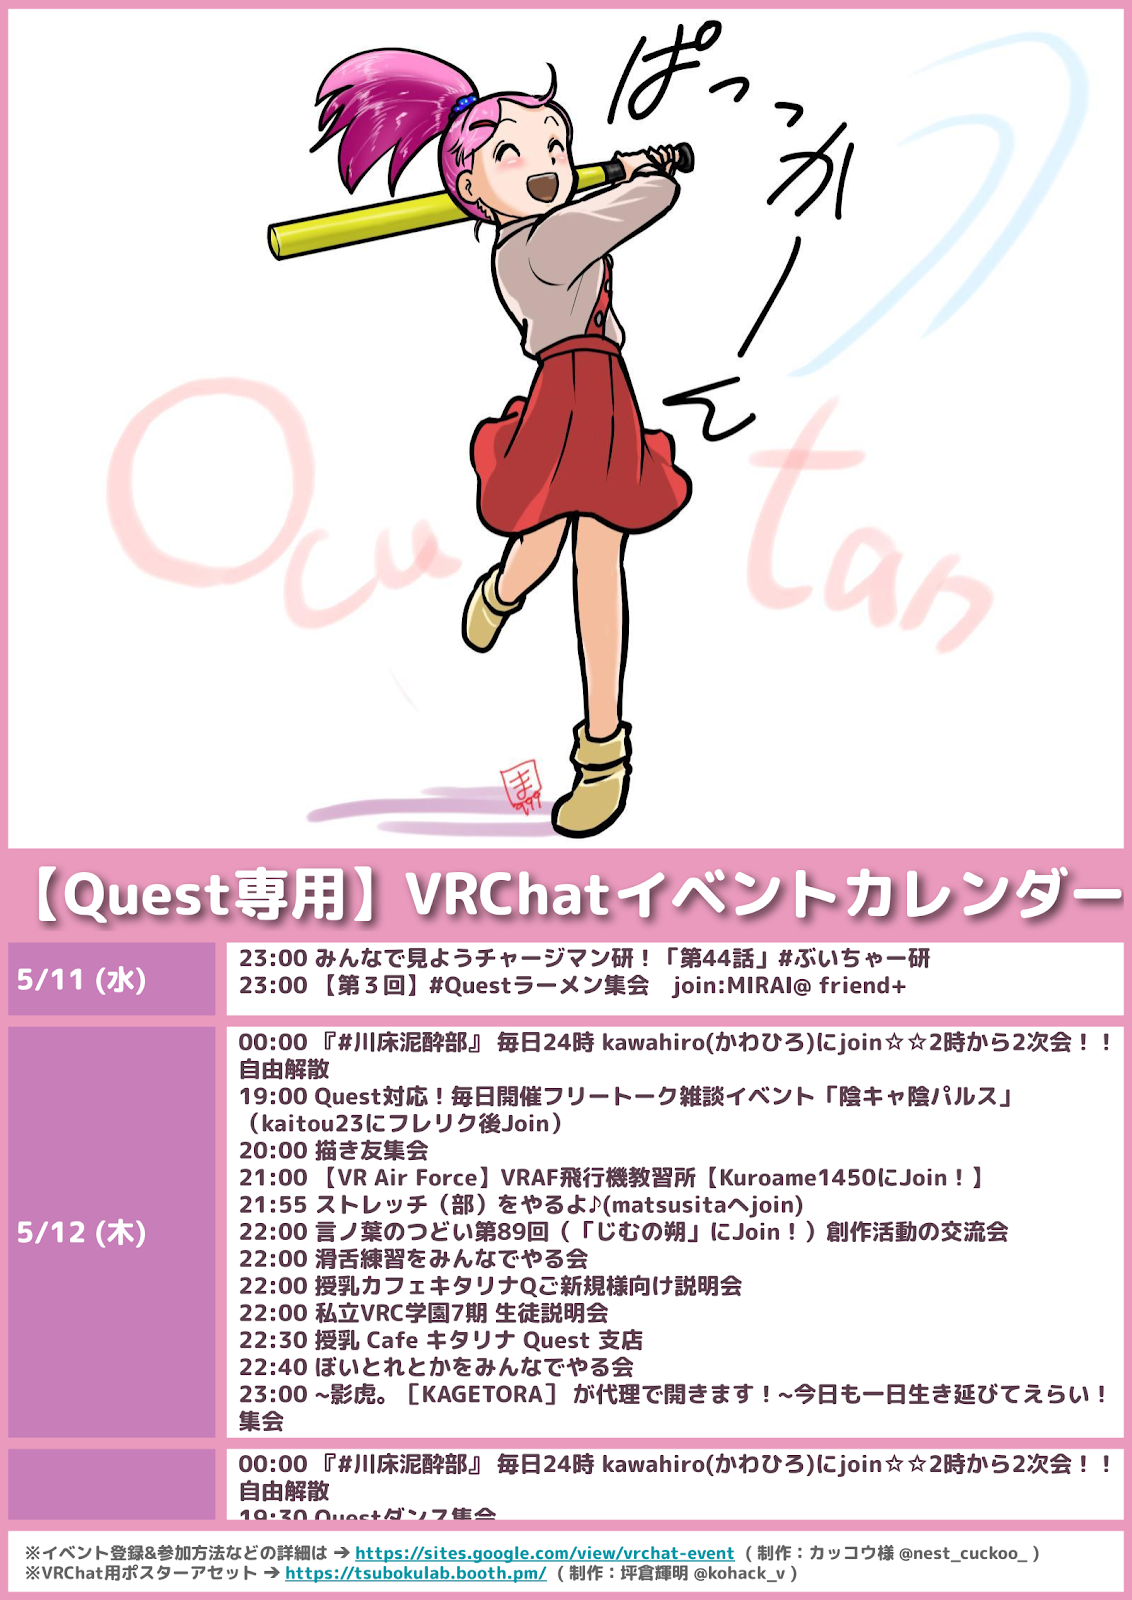 ぱっっかーん
Ocutan
ま
999
【Quest専用】VRChatイベントカレンダー
5/11 (水)
23:00 みんなで見ようチャージマン研！「第44話」#ぶいちゃー研
23:00 【第３回】#Questラーメン集会　join:MIRAI@ friend+
5/12 (木)
00:00 『#川床泥酔部』 毎日24時 kawahiro(かわひろ)にjoin☆☆2時から2次会！！
自由解散
19:00 Quest対応！毎日開催フリートーク雑談イベント「陰キャ陰パルス」
（kaitou23にフレリク後Join）
20:00 描き友集会
21:00 【VR Air Force】VRAF飛行機教習所【Kuroame1450にJoin！】
21:55 ストレッチ（部）をやるよ♪(matsusitaへjoin)
22:00 言ノ葉のつどい第89回（「じむの朔」にJoin！）創作活動の交流会
22:00 滑舌練習をみんなでやる会
22:00 授乳カフェキタリナQご新規様向け説明会
22:00 私立VRC学園7期 生徒説明会
22:30 授乳 Cafe キタリナ Quest 支店
22:40 ぼいとれとかをみんなでやる会
23:00 ~影虎。［KAGETORA］ が代理で開きます！~今日も一日生き延びてえらい！
集会
00:00 『#川床泥酔部』 毎日24時 kawahiro(かわひろ)にjoin☆☆2時から2次会！！
自由解散
19:30 Questダンス集会
※イベント登録&参加方法などの詳細は ➔ https://sites.google.com/view/vrchat-event ( 制作：カッコウ様 @nest_cuckoo_ )
※VRChat用ポスターアセット ➔ https://tsubokulab.booth.pm/ ( 制作：坪倉輝明 @kohack_v )